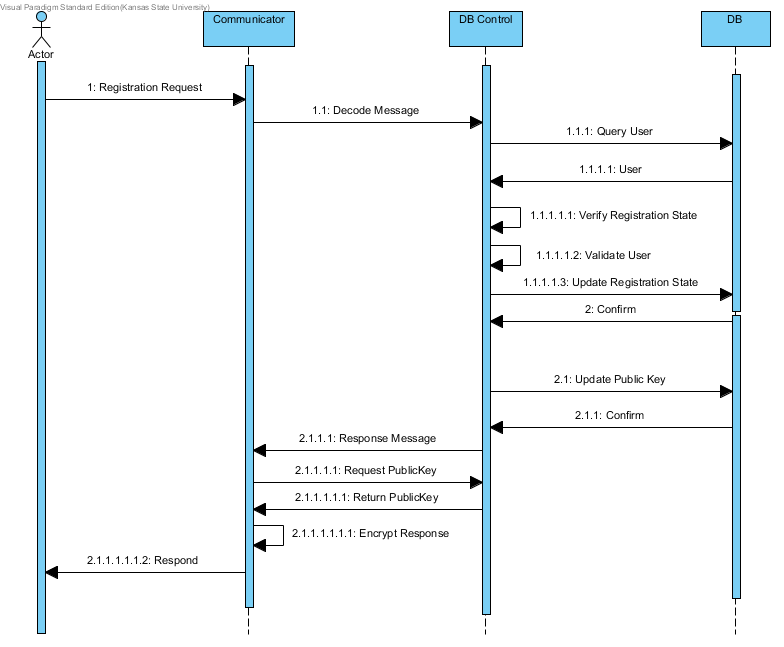 Visual Paradigm Standard Edition(Kansas State University)
Communicator
DB Control
DB
Actor
1: Registration Request
1.1: Decode Message
1.1.1: Query User
1.1.1.1: User
1.1.1.1.1: Verify Registration State
1.1.1.1.2: Validate User
1.1.1.1.3: Update Registration State
2: Confirm
2.1: Update Public Key
2.1.1: Confirm
2.1.1.1: Response Message
2.1.1.1.1: Request PublicKey
2.1.1.1.1.1: Return PublicKey
2.1.1.1.1.1.1: Encrypt Response
2.1.1.1.1.1.2: Respond